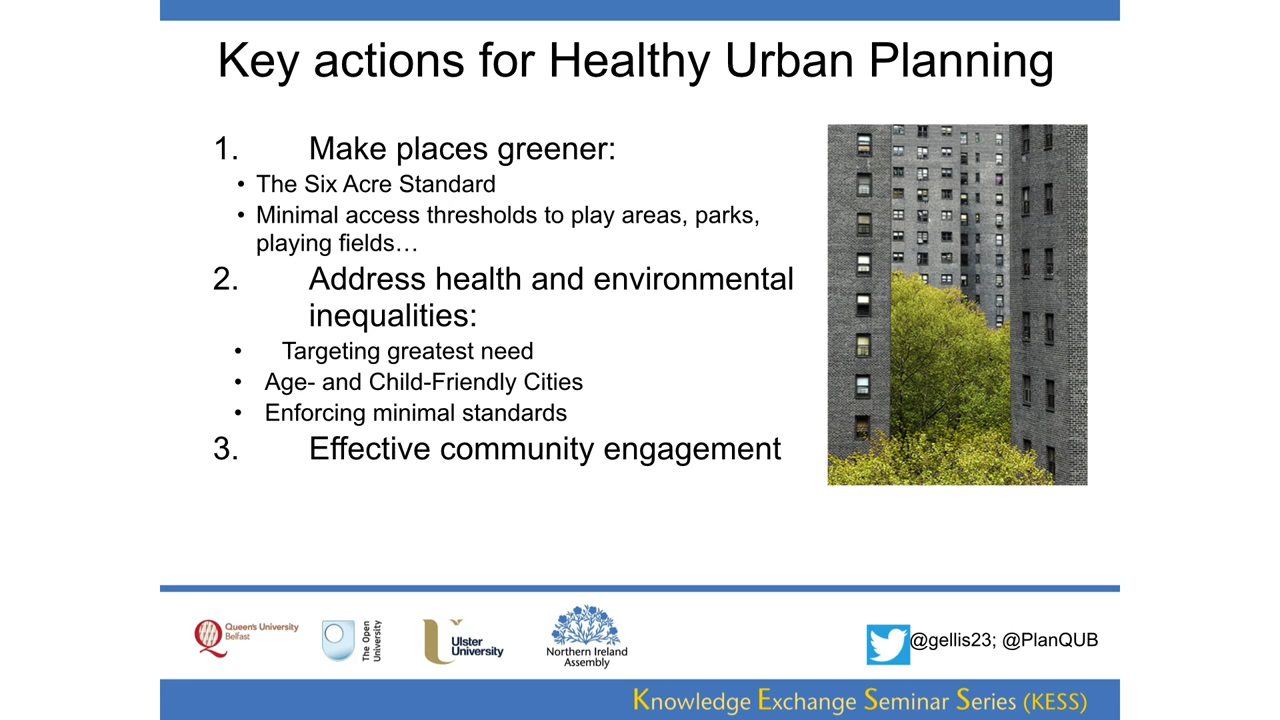 Key actions for Healthy Urban Planning
1. Make places greener:
• The Six Acre Standard
• Minimal access thresholds to play areas, parks,
playing fields…
2. Address health and environmental
inequalities:
• Targeting greatest need
• Age- and Child-Friendly Cities
• Enforcing minimal standards
3. Effective community engagement
Queen's University
Belfast
The Open
University
Ulster
University
Northern Ireland
Assembly
@gellis23; @PlanQUB
Knowledge Exchange Seminar Series (KESS)